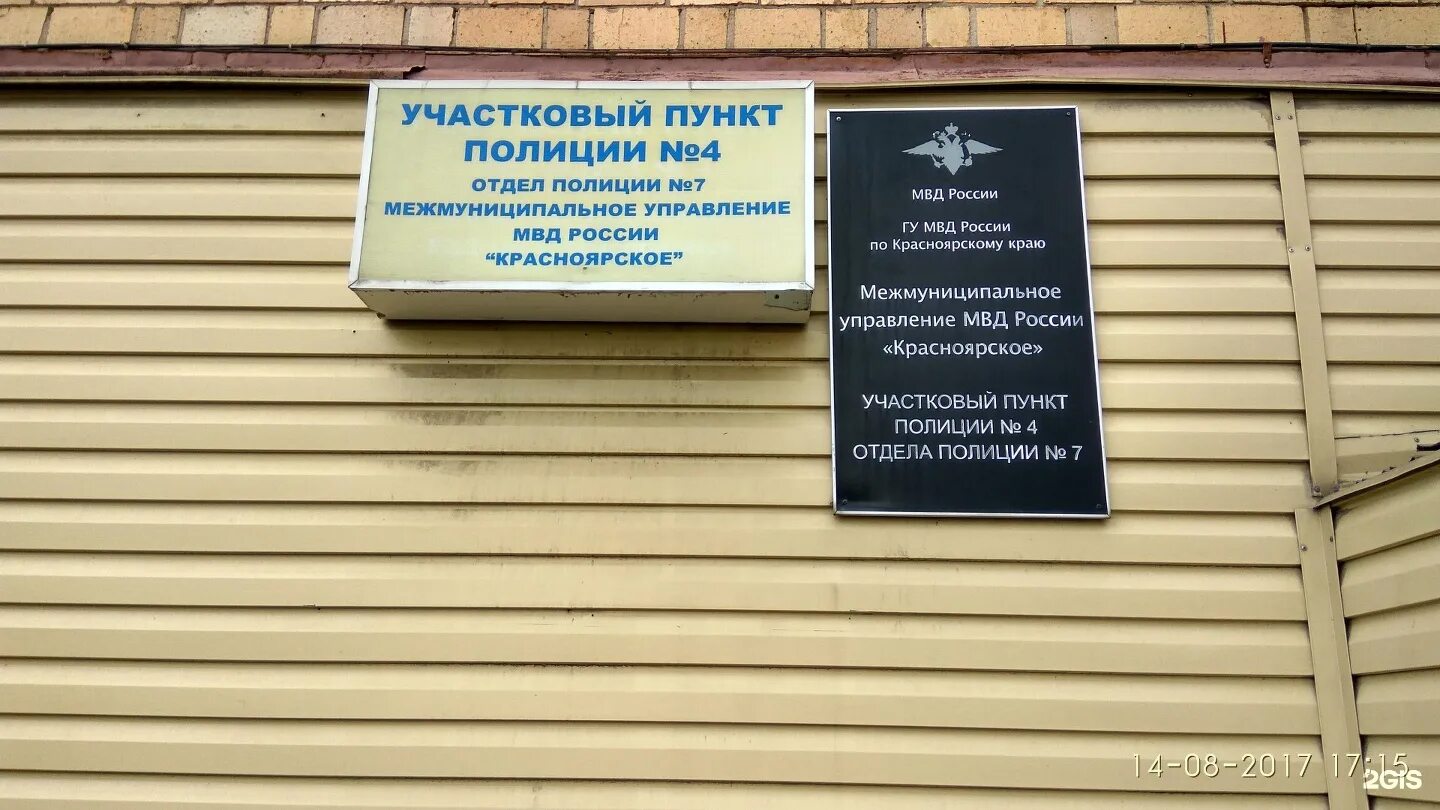 УЧАСТКОВЫЙ ПУНКТ
ПОЛИЦИИ №4
ОТДЕЛ ПОЛИЦИИ №7
МЕЖМУНИЦИПАЛЬНОЕ УПРАВЛЕНИЕ
МВД РОССИИ
“КРАСНОЯРСКОЕ”
МВД России
ГУ МВД России
по Красноярскому краю
Межмуниципальное
управление МВД России
«Красноярское»
УЧАСТКОВЫЙ ПУНКТ
ПОЛИЦИИ № 4
ОТДЕЛА ПОЛИЦИИ № 7
14-08-2017 17:15
2GIS